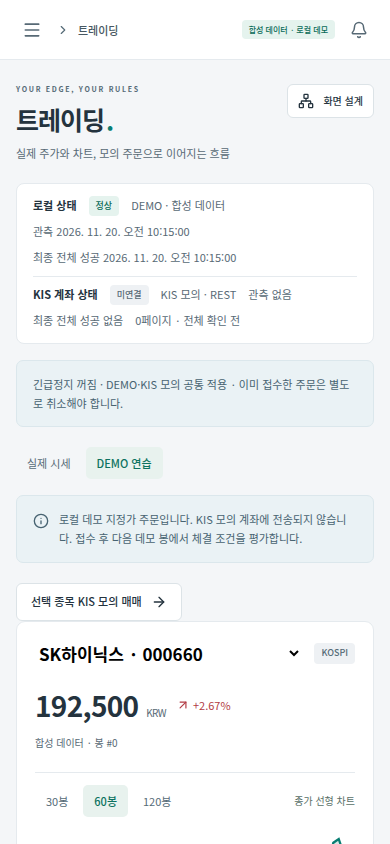 트레이딩
합성 데이터 · 로컬 데모
YOUR EDGE, YOUR RULES
트레이딩.
화면 설계
실제 주가와 차트, 모의 주문으로 이어지는 흐름
로컬 상태 정상 DEMO · 합성 데이터
관측 2026. 11. 20. 오전 10:15:00
최종 전체 성공 2026. 11. 20. 오전 10:15:00
KIS 계좌 상태 미연결 KIS 모의 · REST 관측 없음
최종 전체 성공 없음 0페이지 · 전체 확인 전
긴급정지 꺼짐 · DEMO·KIS 모의 공통 적용 · 이미 접수한 주문은 별도
로 취소해야 합니다.
실제 시세 DEMO 연습
로컬 데모 지정가 주문입니다. KIS 모의 계좌에 전송되지 않습니
다. 접수 후 다음 데모 봉에서 체결 조건을 평가합니다.
선택 종목 KIS 모의 매매
SK하이닉스 · 000660 KOSPI
192,500 KRW +2.67%
합성 데이터 · 봉 #0
30봉 60봉 120봉 종가 선형 차트